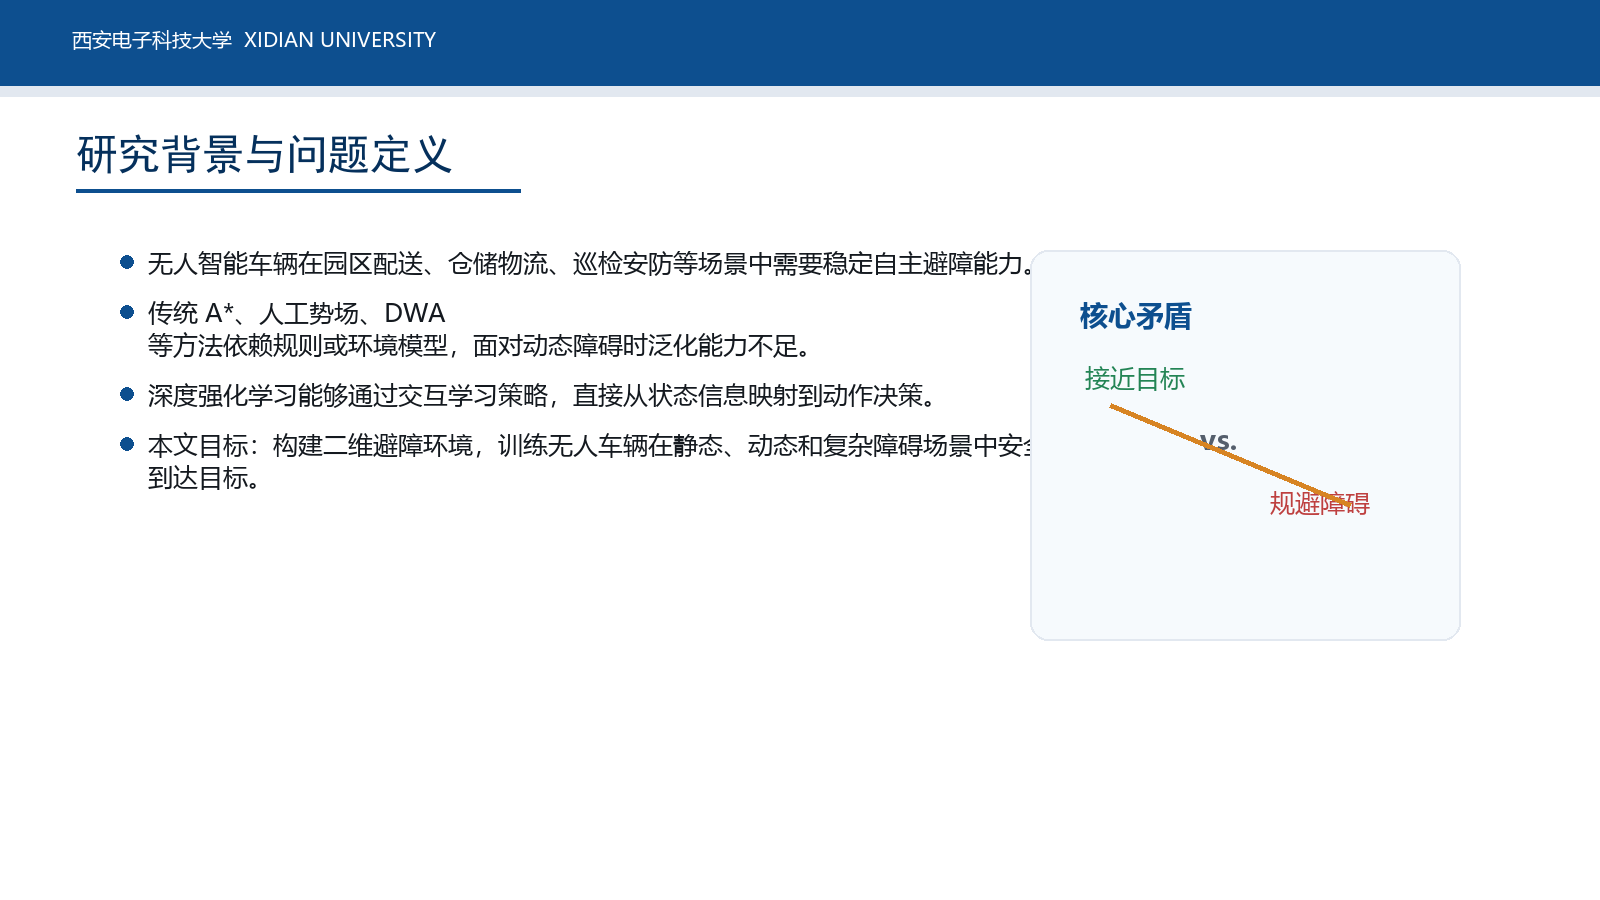 西安电子科技大学 XIDIAN UNIVERSITY
研究背景与问题定义
无人智能车辆在园区配送、仓储物流、巡检安防等场景中需要稳定自主避障能力。
传统 A*、人工势场、DWA
等方法依赖规则或环境模型，面对动态障碍时泛化能力不足。
深度强化学习能够通过交互学习策略，直接从状态信息映射到动作决策。
本文目标：构建二维避障环境，训练无人车辆在静态、动态和复杂障碍场景中安全
到达目标。
核心矛盾
接近目标
vs.
规避障碍